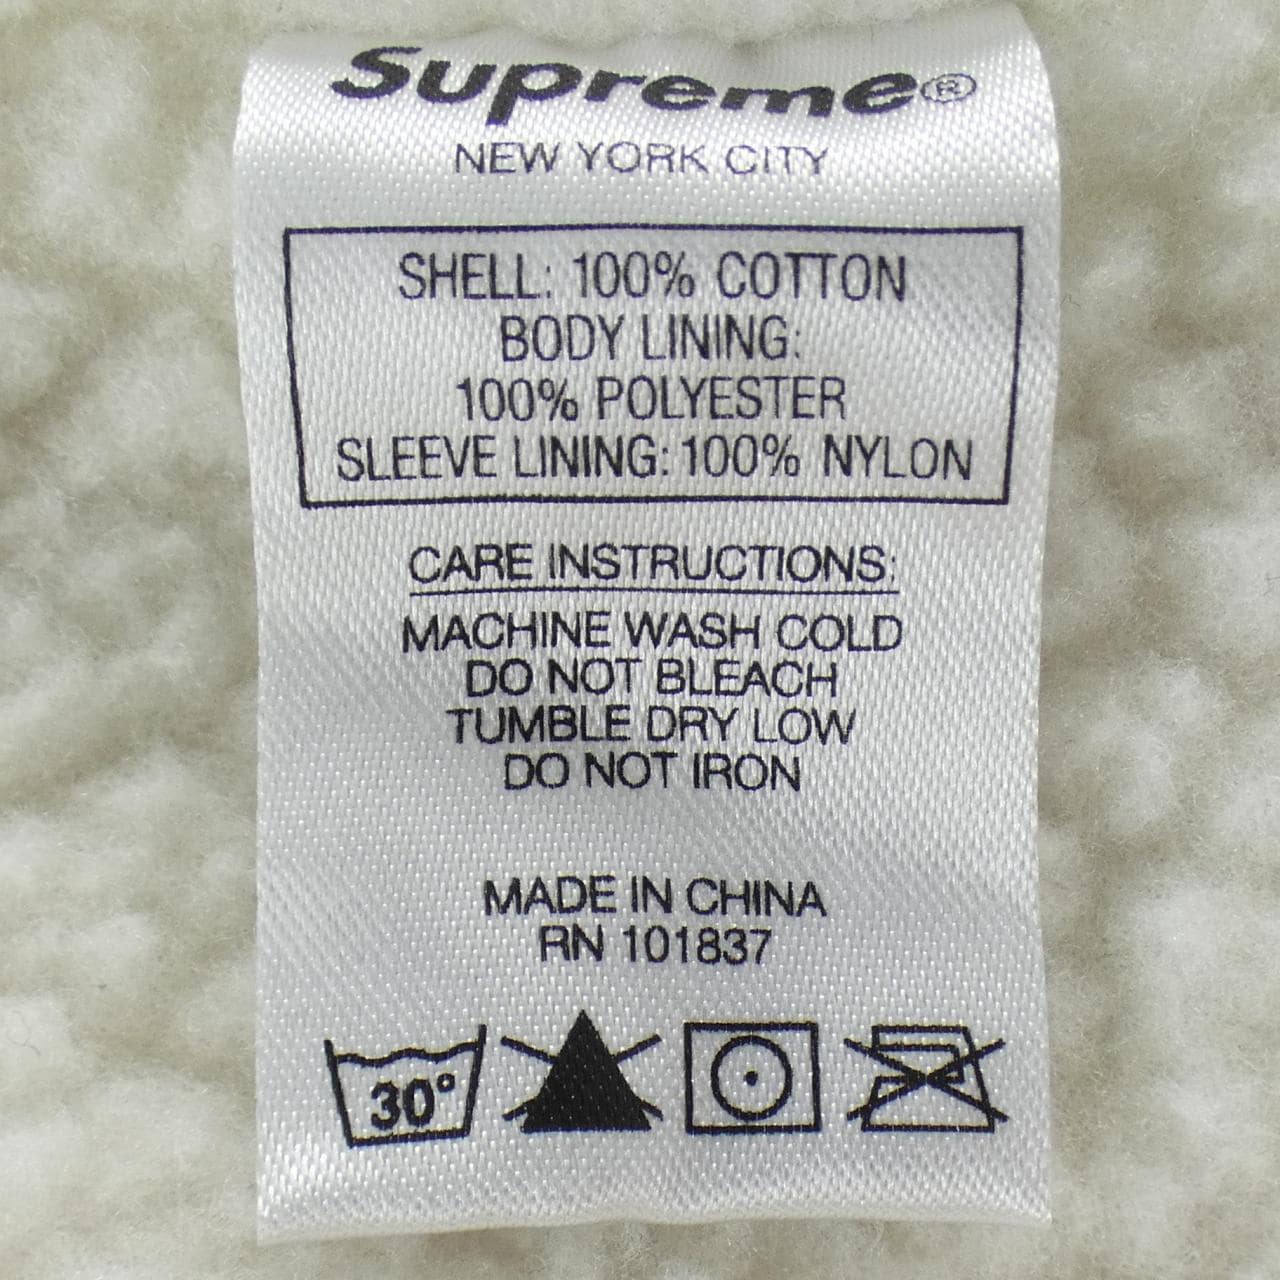 Supreme®
NEW YORK CITY
SHELL: 100% COTTON
BODY LINING:
100% POLYESTER
SLEEVE LINING: 100% NYLON
CARE INSTRUCTIONS:
MACHINE WASH COLD
DO NOT BLEACH
TUMBLE DRY LOW
DO NOT IRON
MADE IN CHINA
RN 101837
30°